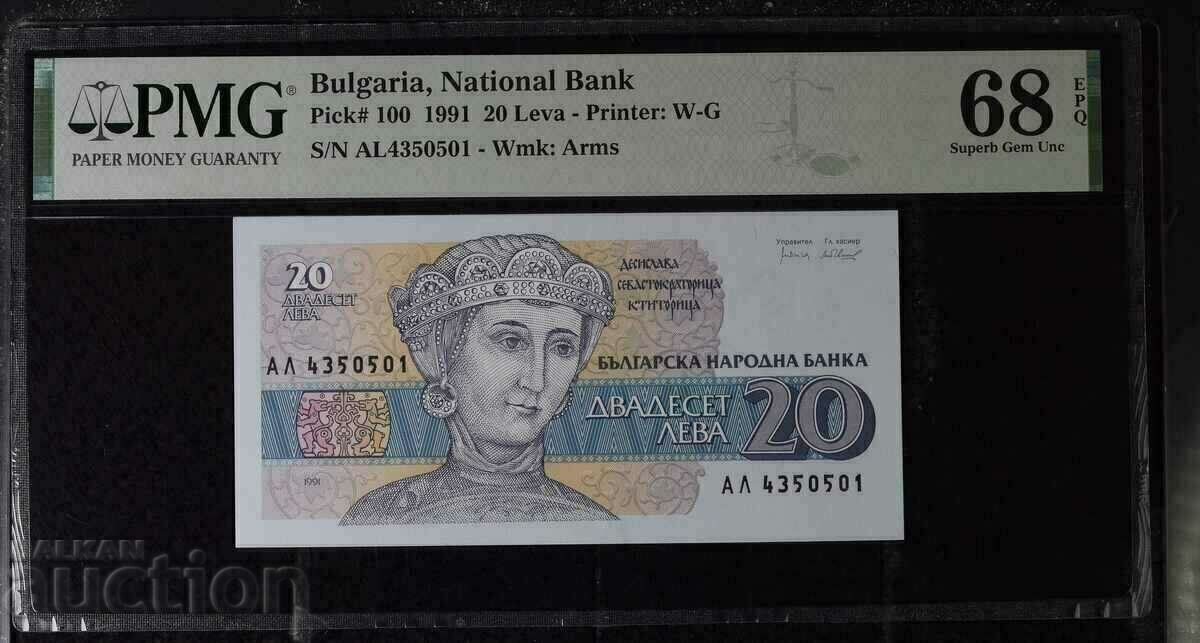 PMG®
PAPER MONEY GUARANTY
Bulgaria, National Bank
Pick# 100 1991 20 Leva - Printer: W-G
S/N AL4350501 - Wmk: Arms
68
EPQ
Superb Gem Unc
20
ДВАДЕСЕТ
ЛЕВА
ДЕСИСЛАВА
СЕВАСТОКРАТОРИЦА
КТИТОРИЦА
Управител Гл. касиер
АЛ 4350501
БЪЛГАРСКА НАРОДНА БАНКА
ДВАДЕСЕТ
ЛЕВА
20
1991
АЛ 4350501
BALKAN
auction